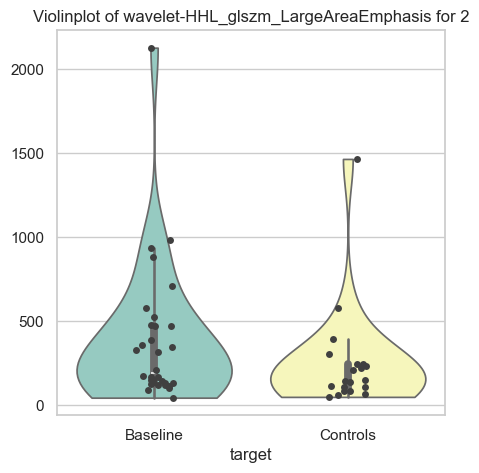 Violinplot of wavelet-HHL_glszm_LargeAreaEmphasis for 2
2000
1500
1000
500
0
Baseline
Controls
target